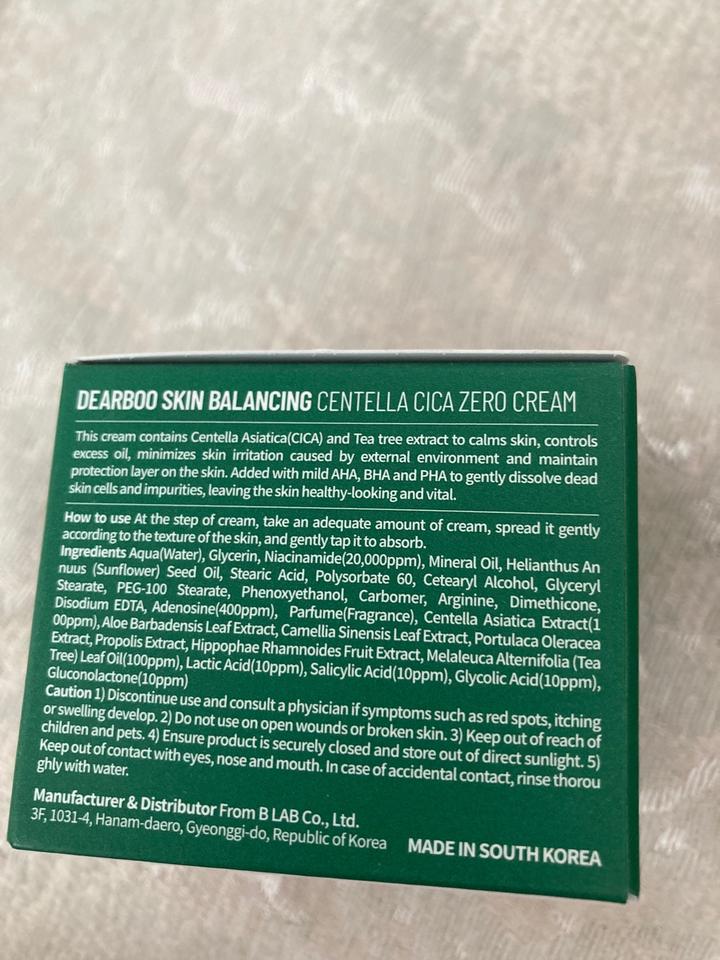 DEARBOO SKIN BALANCING CENTELLA CICA ZERO CREAM
This cream contains Centella Asiatica(CICA) and Tea tree extract to calms skin, controls
excess oil, minimizes skin irritation caused by external environment and maintain
protection layer on the skin. Added with mild AHA, BHA and PHA to gently dissolve dead
skin cells and impurities, leaving the skin healthy-looking and vital.
How to use At the step of cream, take an adequate amount of cream, spread it gently
according to the texture of the skin, and gently tap it to absorb.
Ingredients Aqua(Water), Glycerin, Niacinamide(20,000ppm), Mineral Oil, Helianthus An
nuus (Sunflower) Seed Oil, Stearic Acid, Polysorbate 60, Cetearyl Alcohol, Glyceryl
Stearate, PEG-100 Stearate, Phenoxyethanol, Carbomer, Arginine, Dimethicone,
Disodium EDTA, Adenosine(400ppm), Parfume(Fragrance), Centella Asiatica Extract(1
00ppm), Aloe Barbadensis Leaf Extract, Camellia Sinensis Leaf Extract, Portulaca Oleracea
Extract, Propolis Extract, Hippophae Rhamnoides Fruit Extract, Melaleuca Alternifolia (Tea
Tree) Leaf Oil(100ppm), Lactic Acid(10ppm), Salicylic Acid(10ppm), Glycolic Acid(10ppm),
Gluconolactone(10ppm)
Caution 1) Discontinue use and consult a physician if symptoms such as red spots, itching
or swelling develop. 2) Do not use on open wounds or broken skin. 3) Keep out of reach of
children and pets. 4) Ensure product is securely closed and store out of direct sunlight. 5)
Keep out of contact with eyes, nose and mouth. In case of accidental contact, rinse thorou
ghly with water.
Manufacturer & Distributor From B LAB Co., Ltd.
3F, 1031-4, Hanam-daero, Gyeonggi-do, Republic of Korea
MADE IN SOUTH KOREA